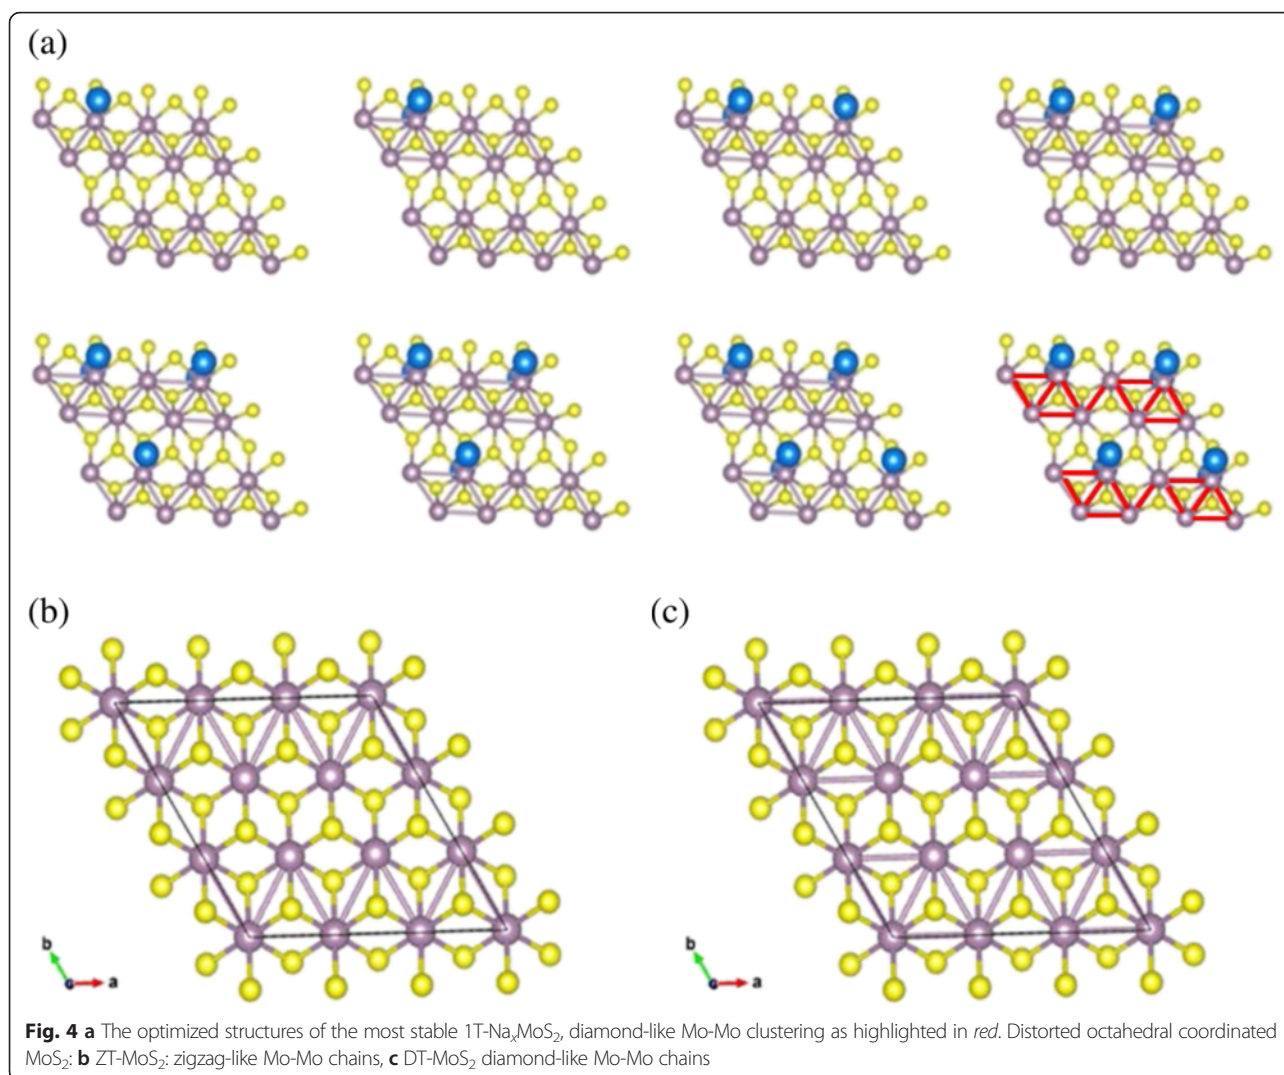 (a)
(b)
(c)
b
a
b
a
Fig. 4 a The optimized structures of the most stable 1T-NaxMoS2, diamond-like Mo-Mo clustering as highlighted in red. Distorted octahedral coordinated
MoS2: b ZT-MoS2: zigzag-like Mo-Mo chains, c DT-MoS2 diamond-like Mo-Mo chains